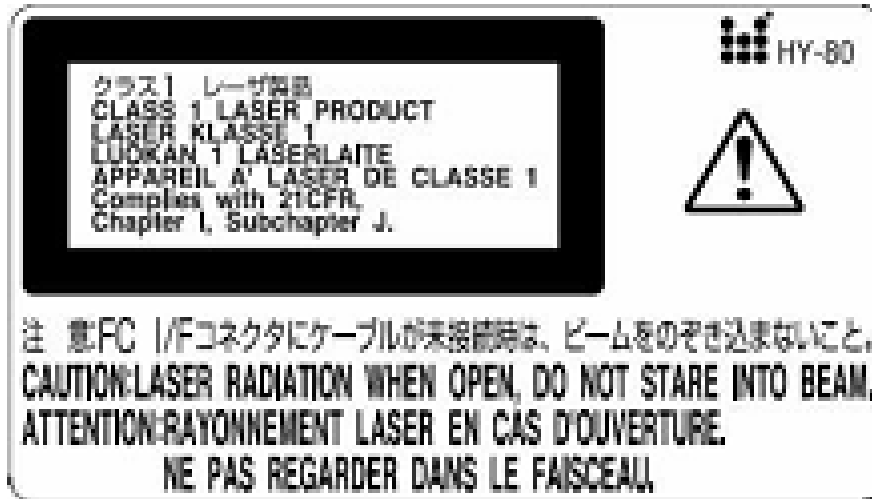 HY-80
クラス1 レーザ製品
CLASS 1 LASER PRODUCT
LASER KLASSE 1
LUOKAN 1 LASERLAITE
APPAREIL A' LASER DE CLASSE 1
Complies with 21CFR,
Chapter I, Subchapter J.
注 意:FC I/Fコネクタにケーブルが未接続時は、ビームをのぞき込まないこと。
CAUTION:LASER RADIATION WHEN OPEN, DO NOT STARE INTO BEAM.
ATTENTION:RAYONNEMENT LASER EN CAS D'OUVERTURE.
NE PAS REGARDER DANS LE FAISCEAU.